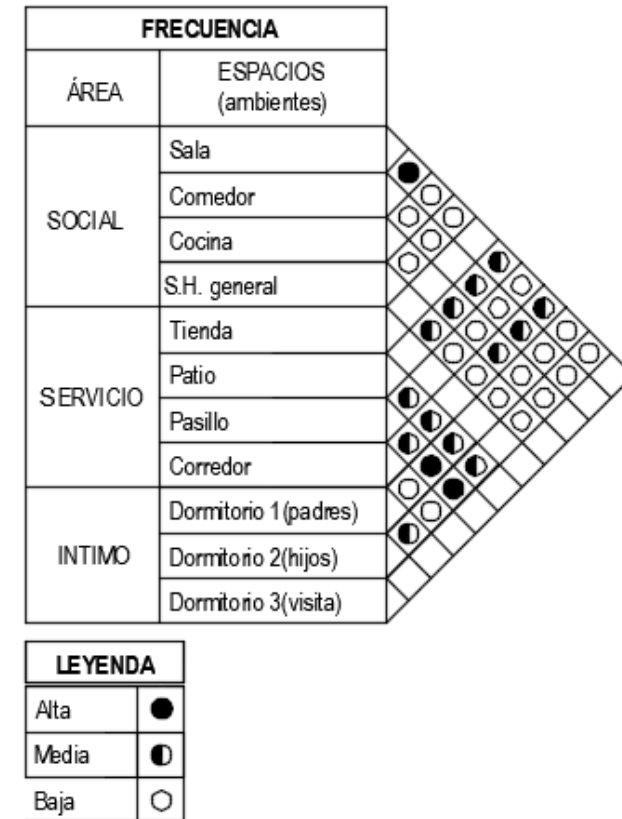 FRECUENCIA
ÁREA
ESPACIOS
(ambientes)
SOCIAL
Sala
Comedor
Cocina
S.H. general
SERVICIO
Tienda
Patio
Pasillo
Corredor
INTIMO
Dormitorio 1(padres)
Dormitorio 2(hijos)
Dormitorio 3(visita)
LEYENDA
Alta
Media
Baja